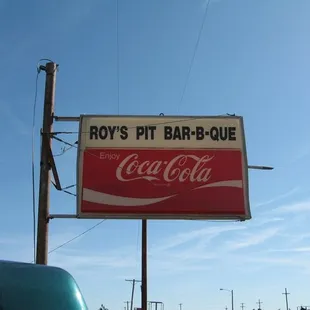 ROY'S PIT BAR-B-QUE
Enjoy
Coca-Cola